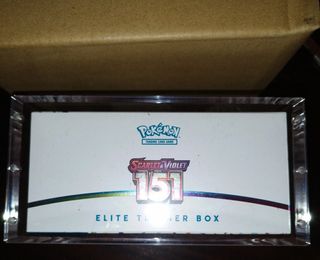 Pokémon
TRADING CARD GAME
SCARLET & VIOLET
151
ELITE TRAINER BOX